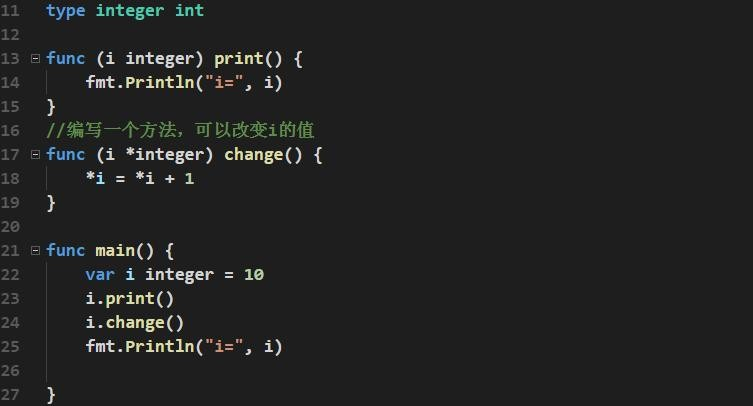 11 type integer int
12
13 func (i integer) print() {
14     fmt.Println("i=", i)
15 }
16 //编写一个方法，可以改变i的值
17 func (i *integer) change() {
18     *i = *i + 1
19 }
20
21 func main() {
22     var i integer = 10
23     i.print()
24     i.change()
25     fmt.Println("i=", i)
26
27 }